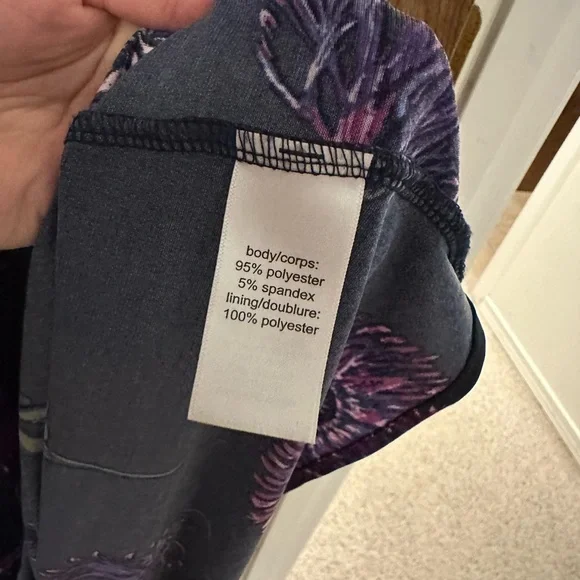 body/corps:
95% polyester
5% spandex
lining/doublure:
100% polyester